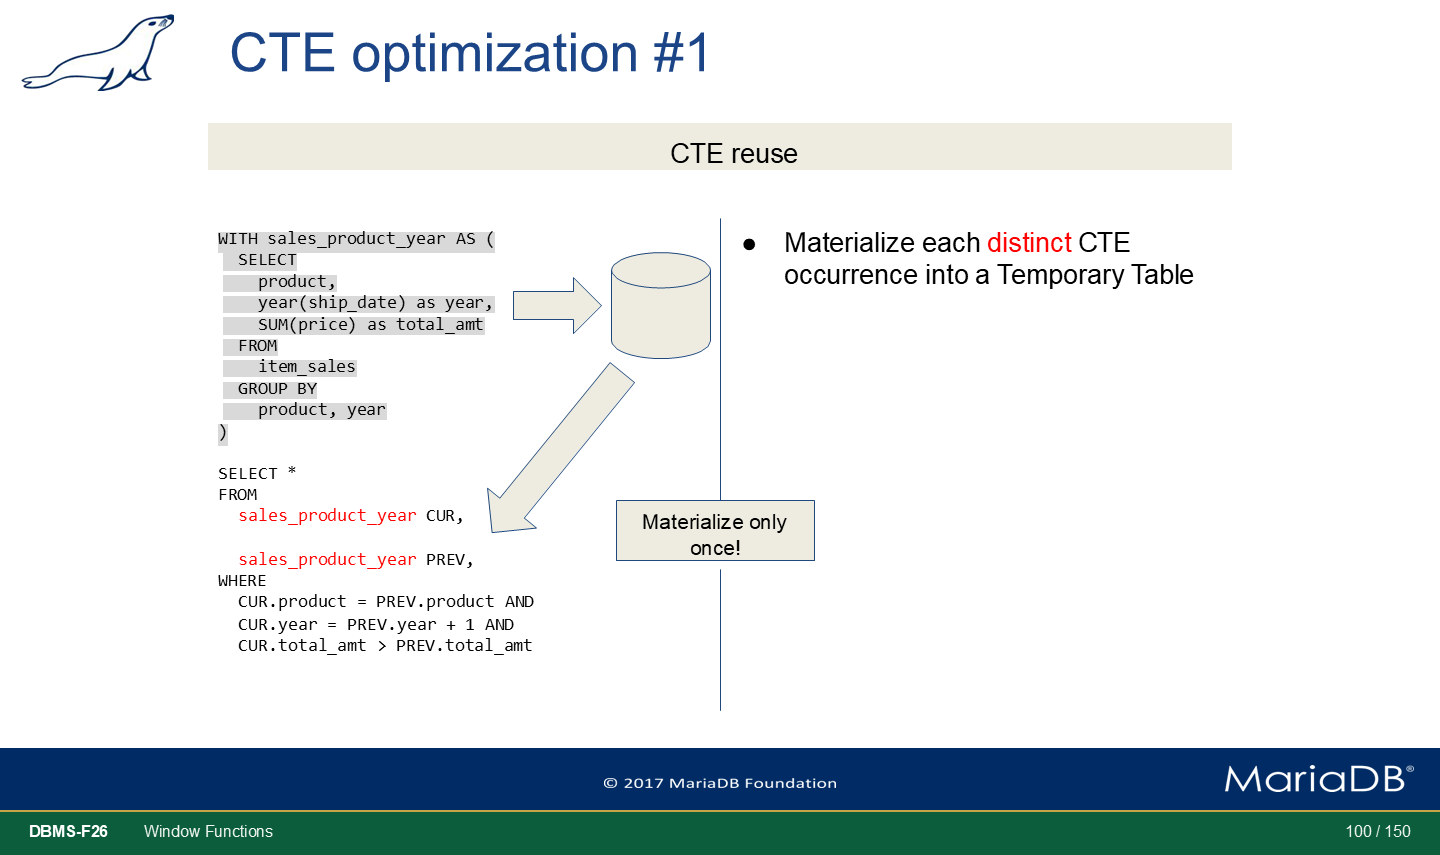 CTE optimization #1
CTE reuse
WITH sales_product_year AS (
  SELECT
    product,
    year(ship_date) as year,
    SUM(price) as total_amt
  FROM
    item_sales
  GROUP BY
    product, year
)
SELECT *
FROM
  sales_product_year CUR,
  sales_product_year PREV,
WHERE
  CUR.product = PREV.product AND
  CUR.year = PREV.year + 1 AND
  CUR.total_amt > PREV.total_amt
● Materialize each distinct CTE
occurrence into a Temporary Table
Materialize only
once!
© 2017 MariaDB Foundation
MariaDB®
DBMS-F26 Window Functions 100 / 150